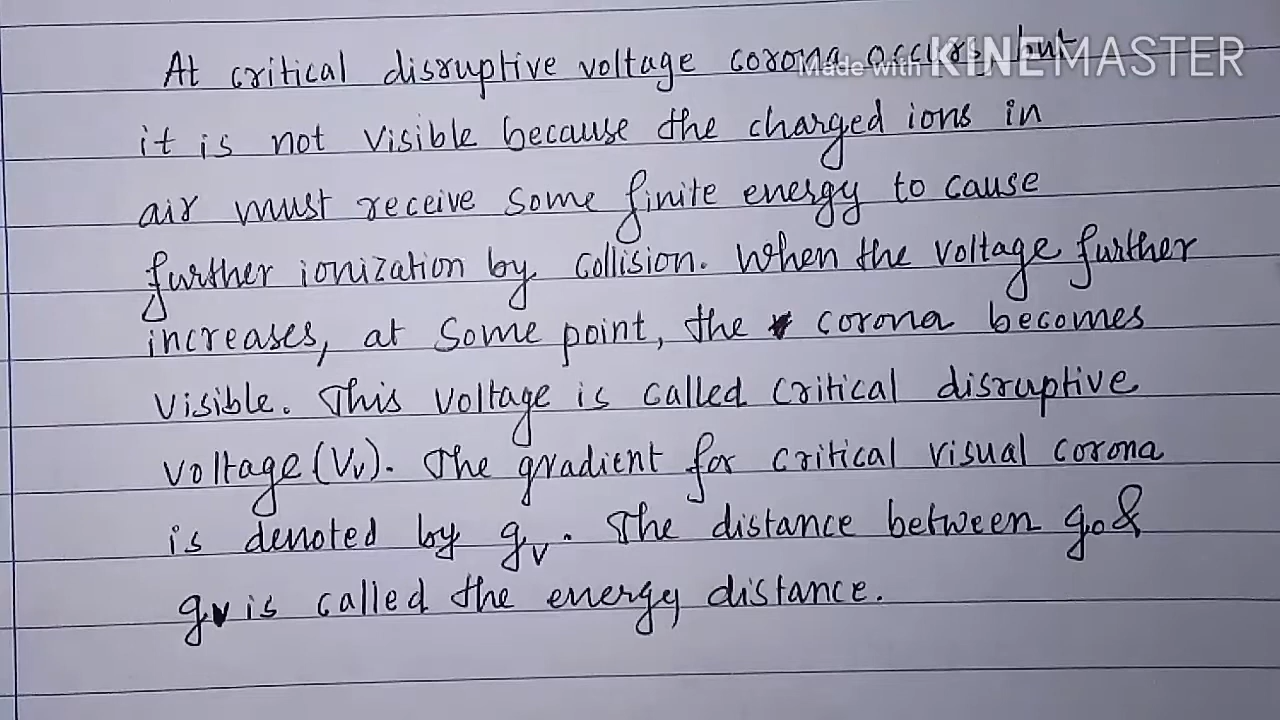 At critical disruptive voltage corona occurs, but
Made with KINEMASTER
it is not visible because the charged ions in
air must receive some finite energy to cause
further ionization by collision. When the voltage further
increases, at some point, the corona becomes
visible. This voltage is called critical disruptive
voltage (Vv). The gradient for critical visual corona
is denoted by gv. The distance between go &
gv is called the energy distance.